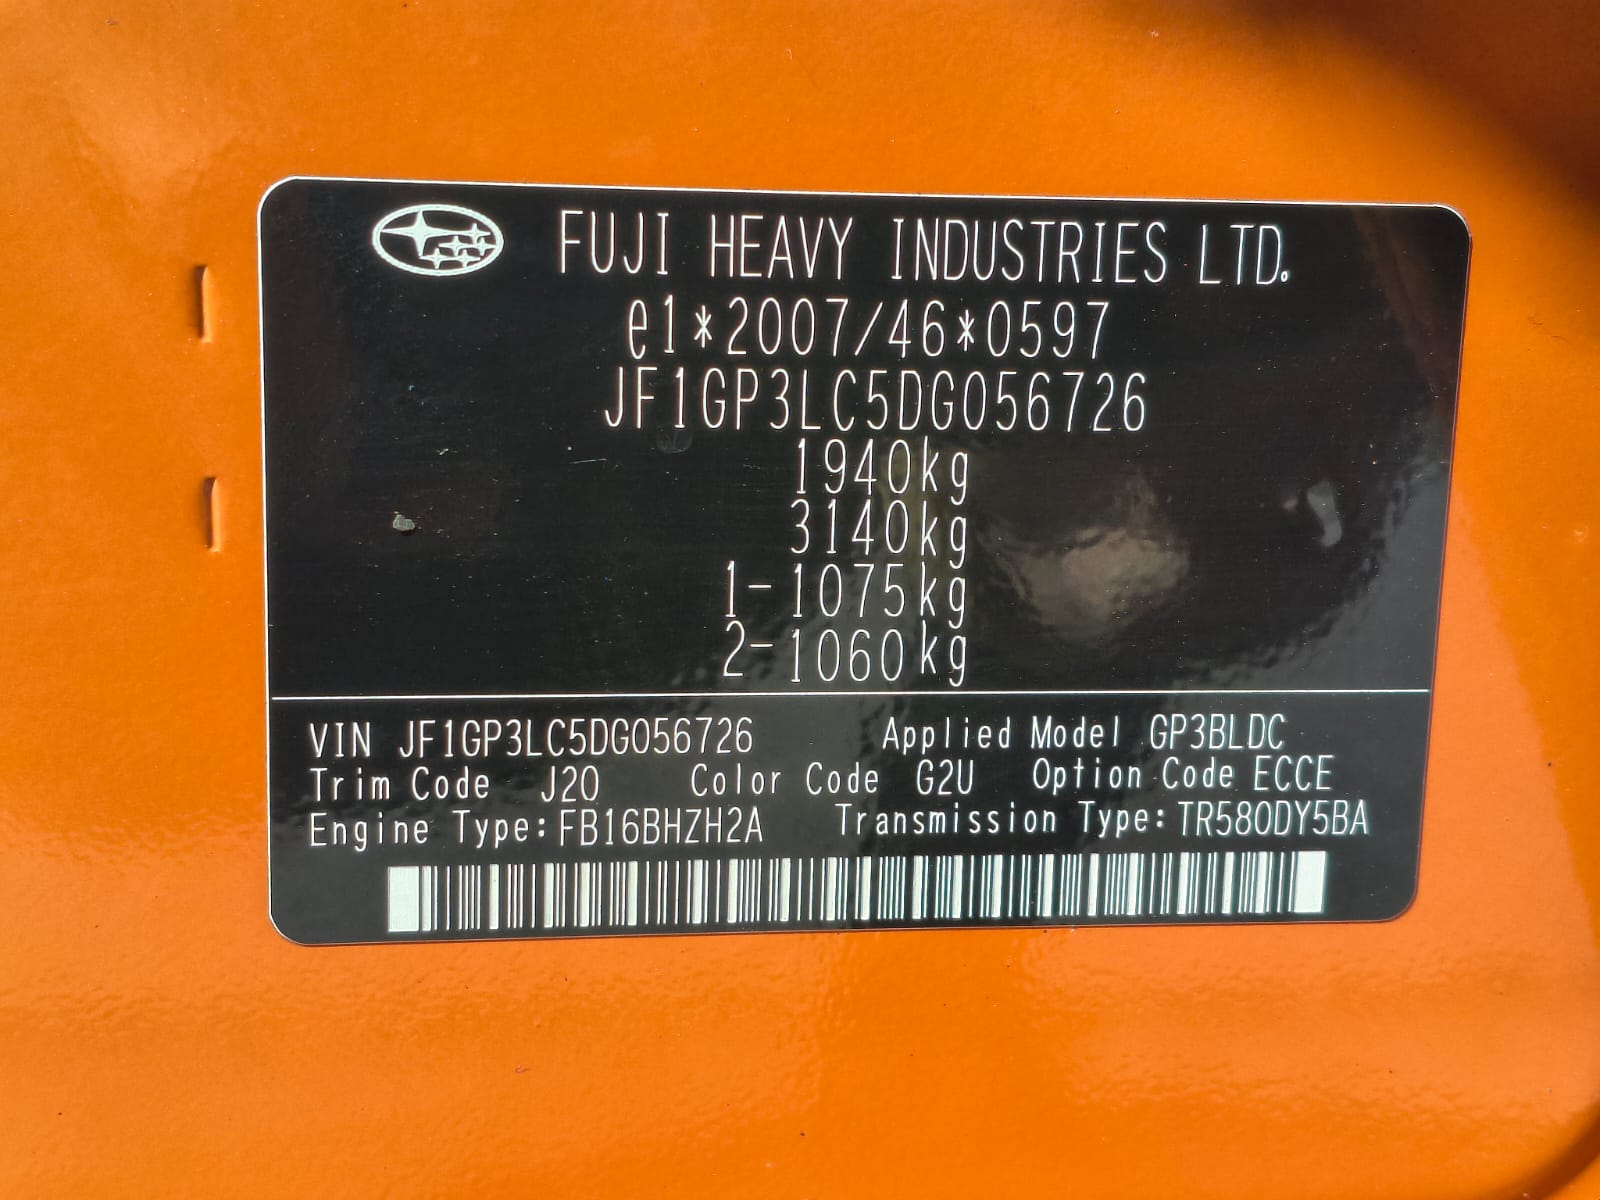 FUJI HEAVY INDUSTRIES LTD.
e1*2007/46*0597
JF1GP3LC5DG056726
1940kg
3140kg
1-1075kg
2-1060kg
VIN JF1GP3LC5DG056726 Applied Model GP3BLDC
Trim Code J20 Color Code G2U Option Code ECCE
Engine Type:FB16BHZH2A Transmission Type:TR580DY5BA